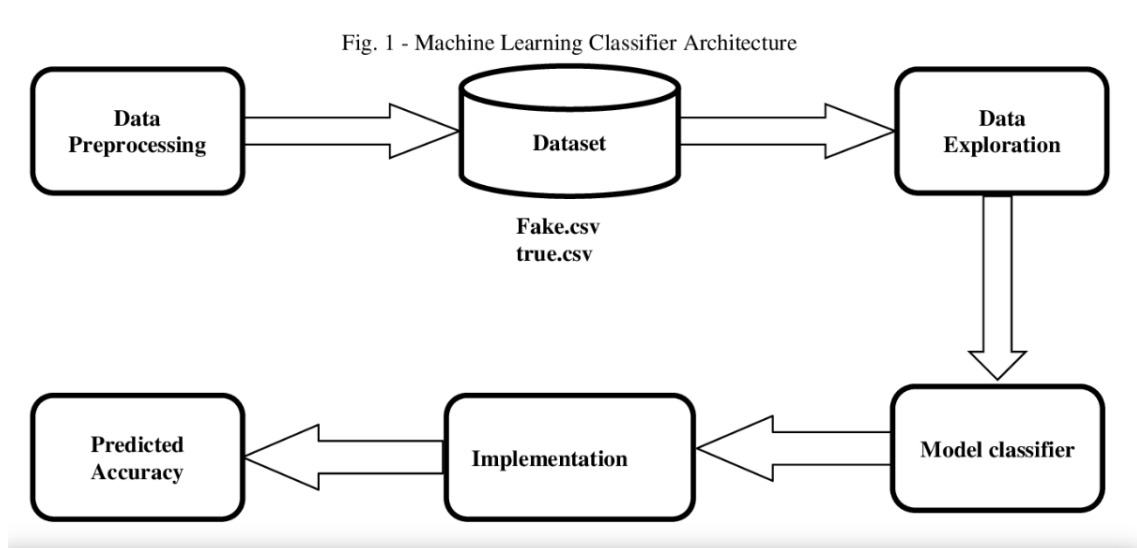 Fig. 1 - Machine Learning Classifier Architecture
Data
Preprocessing
Dataset
Fake.csv
true.csv
Data
Exploration
Model classifier
Implementation
Predicted
Accuracy